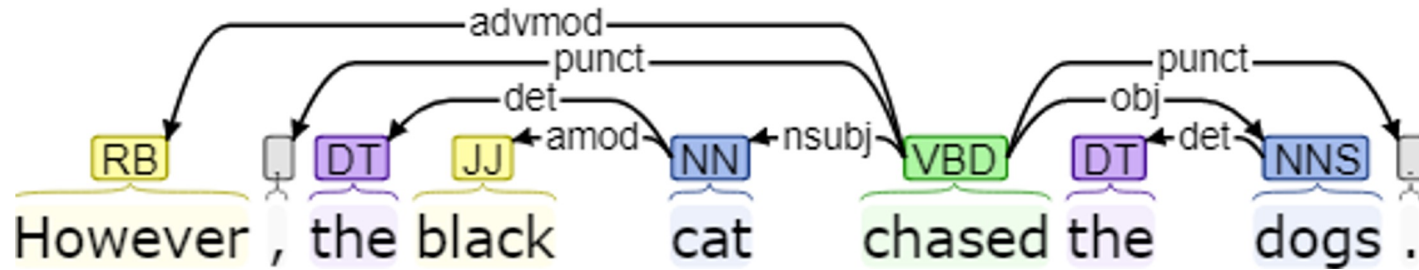 advmod
punct punct
det obj
amod nsubj det
RB , DT JJ NN VBD DT NNS .
However , the black cat chased the dogs .